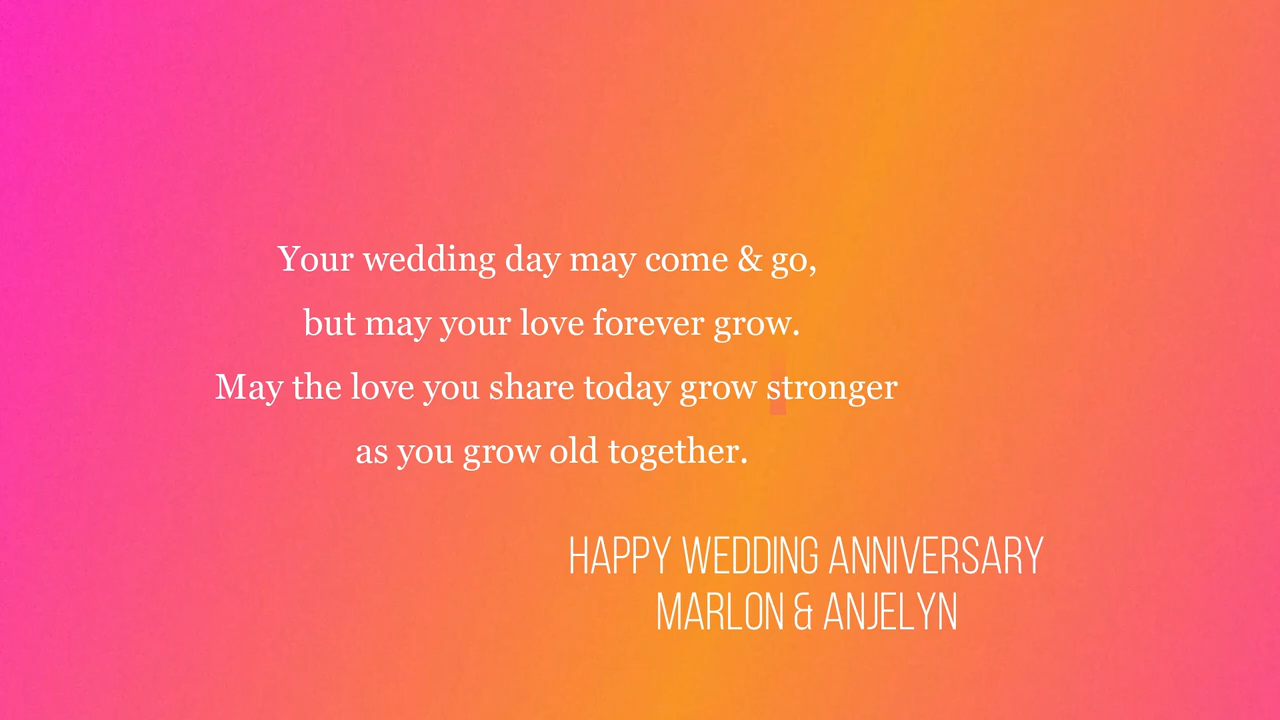 Your wedding day may come & go,
but may your love forever grow.
May the love you share today grow stronger
as you grow old together.
HAPPY WEDDING ANNIVERSARY
MARLON & ANJELYN